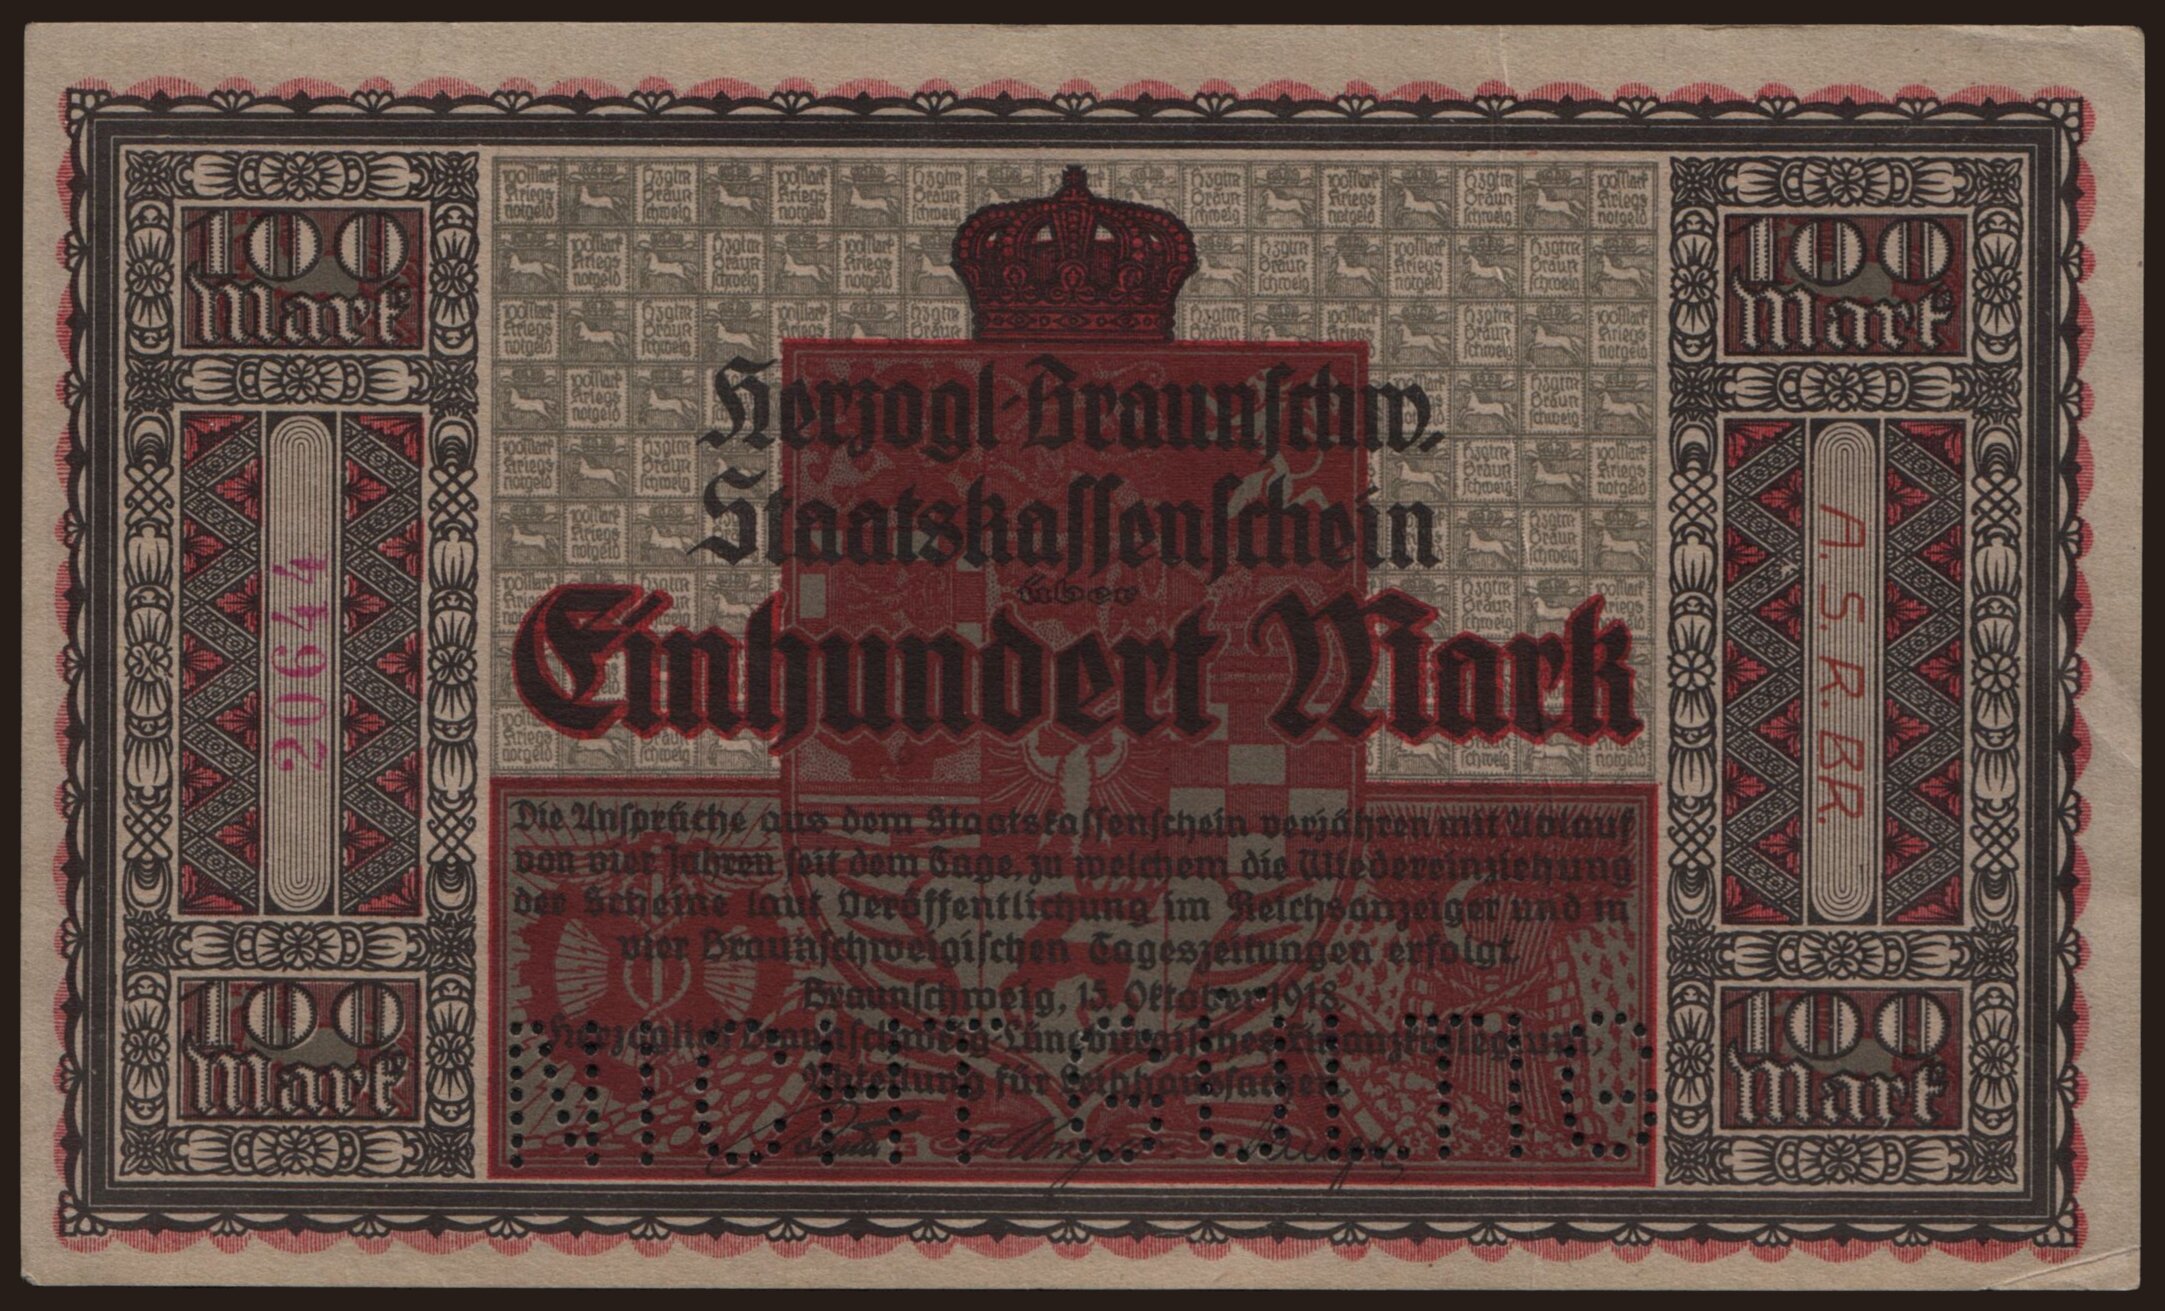 100
Mark
100
Mark
Herzogl. Braunschw.
Staatskassenschein
über
Einhundert Mark
Die Ansprüche aus dem Staatskassenschein verjähren mit Ablauf
von vier Jahren seit dem Tage, zu welchem die Wiedereinziehung
der Scheine laut Veröffentlichung im Reichsanzeiger und in
vier Braunschweigischen Tageszeitungen erfolgt.
Braunschweig, 15. Oktober 1918.
Herzoglich Braunschweig-Lüneburgisches Finanzkollegium,
Abteilung für Leihhaussachen.
NICHT GÜLTIG
20644
A.S.R.BR.
100
Mark
100
Mark